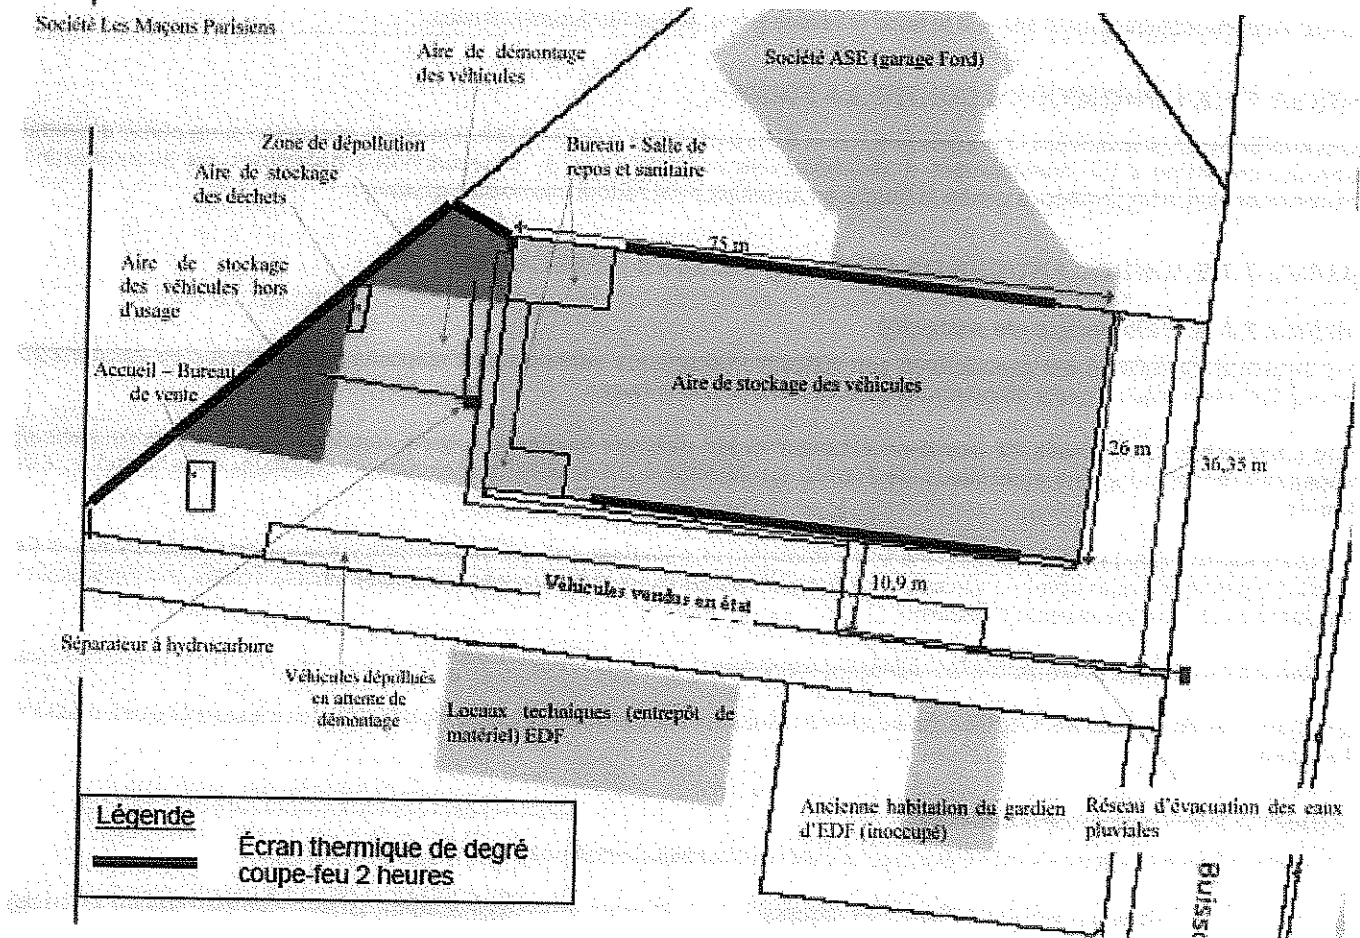 Société Les Maçons Parisiens
Aire de démontage
des véhicules
Société ASE (garage Ford)
Zone de dépollution
Bureau - Salle de
repos et sanitaire
Aire de stockage
des déchets
75 m
Aire de stockage
des véhicules hors
d'usage
Accueil – Bureau
de vente
Aire de stockage des véhicules
26 m
36,35 m
10,9 m
Véhicules vendus en état
Séparateur à hydrocarbure
Véhicules dépollués
en attente de
démontage
Locaux techniques (entrepôt de
matériel) EDF
Ancienne habitation du gardien
d'EDF (inoccupé)
Réseau d'évacuation des eaux
pluviales
Légende
Écran thermique de degré
coupe-feu 2 heures
Buisso